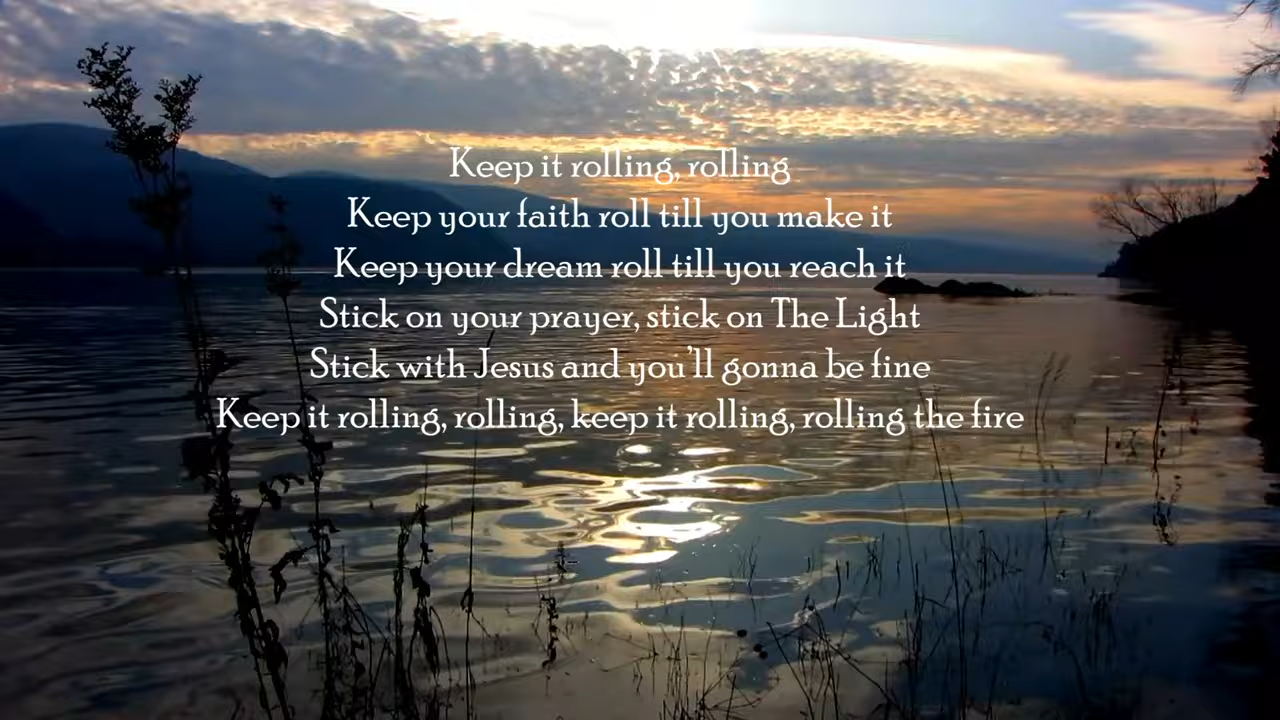 Keep it rolling, rolling
Keep your faith roll till you make it
Keep your dream roll till you reach it
Stick on your prayer, stick on The Light
Stick with Jesus and you'll gonna be fine
Keep it rolling, rolling, keep it rolling, rolling the fire